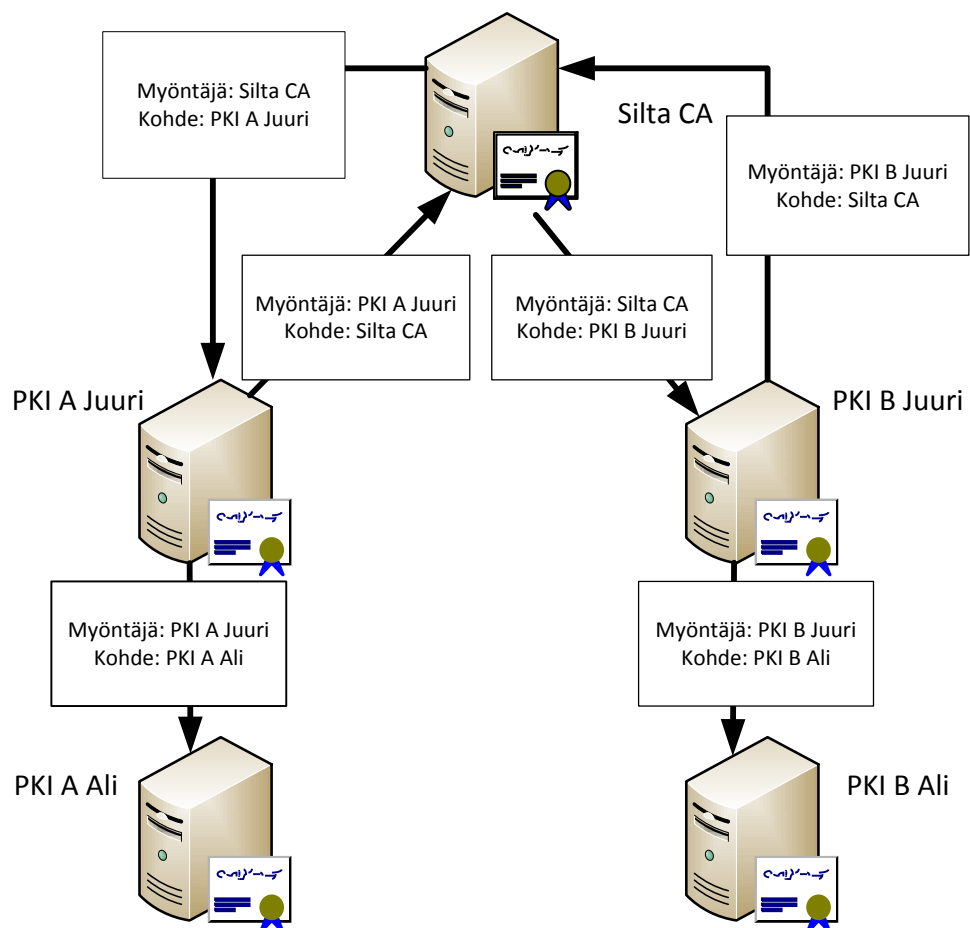 Myöntäjä: Silta CA
Kohde: PKI A Juuri
Silta CA
Myöntäjä: PKI B Juuri
Kohde: Silta CA
Myöntäjä: PKI A Juuri
Kohde: Silta CA
Myöntäjä: Silta CA
Kohde: PKI B Juuri
PKI A Juuri
PKI B Juuri
Myöntäjä: PKI A Juuri
Kohde: PKI A Ali
Myöntäjä: PKI B Juuri
Kohde: PKI B Ali
PKI A Ali
PKI B Ali